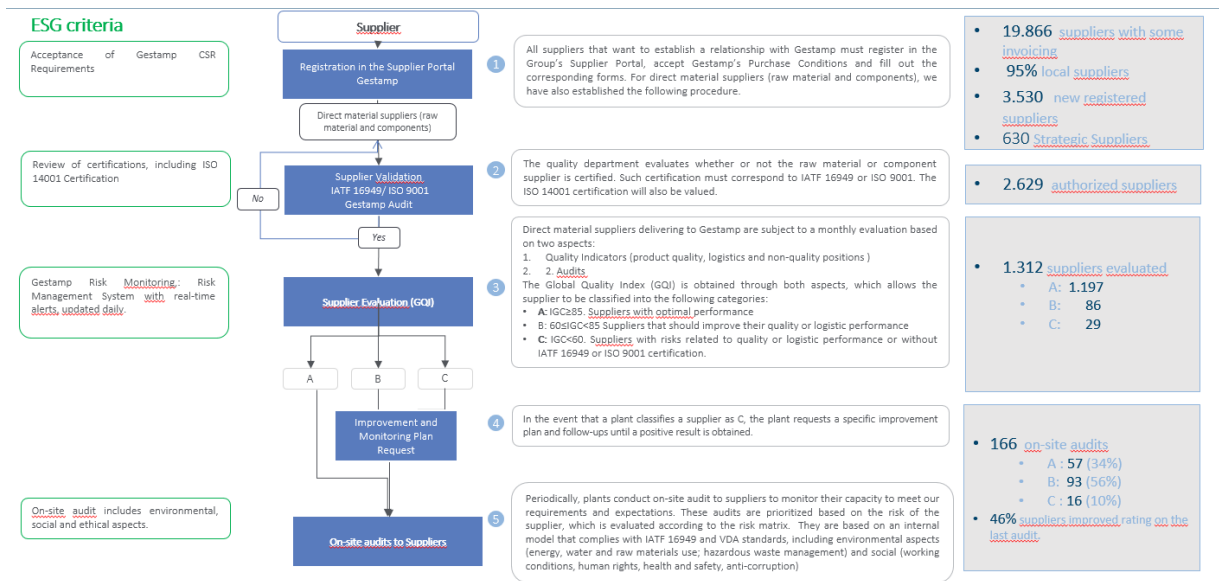 ESG criteria
Supplier
Acceptance of Gestamp CSR
Requirements
Registration in the Supplier Portal
Gestamp
1
All suppliers that want to establish a relationship with Gestamp must register in the
Group's Supplier Portal, accept Gestamp's Purchase Conditions and fill out the
corresponding forms. For direct material suppliers (raw material and components), we
have also established the following procedure.
• 19.866 suppliers with some
invoicing
• 95% local suppliers
• 3.530 new registered
suppliers
• 630 Strategic Suppliers
Direct material suppliers (raw
material and components)
Review of certifications, including ISO
14001 Certification
No
Supplier Validation
IATF 16949/ ISO 9001
Gestamp Audit
2
The quality department evaluates whether or not the raw material or component
supplier is certified. Such certification must correspond to IATF 16949 or ISO 9001. The
ISO 14001 certification will also be valued.
• 2.629 authorized suppliers
Yes
Gestamp Risk Monitoring.: Risk
Management System with real-time
alerts, updated daily.
Supplier Evaluation (GQI)
3
Direct material suppliers delivering to Gestamp are subject to a monthly evaluation based
on two aspects:
1. Quality Indicators (product quality, logistics and non-quality positions )
2. 2. Audits
The Global Quality Index (GQI) is obtained through both aspects, which allows the
supplier to be classified into the following categories:
• A: IGC≥85. Suppliers with optimal performance
• B: 60≤IGC<85 Suppliers that should improve their quality or logistic performance
• C: IGC<60. Suppliers with risks related to quality or logistic performance or without
IATF 16949 or ISO 9001 certification.
• 1.312 suppliers evaluated
• A: 1.197
• B: 86
• C: 29
A
B
C
Improvement and
Monitoring Plan
Request
4
In the event that a plant classifies a supplier as C, the plant requests a specific improvement
plan and follow-ups until a positive result is obtained.
• 166 on-site audits
• A : 57 (34%)
• B: 93 (56%)
• C : 16 (10%)
• 46% suppliers improved rating on the
last audit.
On-site audit includes environmental,
social and ethical aspects.
On-site audits to Suppliers
5
Periodically, plants conduct on-site audit to suppliers to monitor their capacity to meet our
requirements and expectations. These audits are prioritized based on the risk of the
supplier, which is evaluated according to the risk matrix. They are based on an internal
model that complies with IATF 16949 and VDA standards, including environmental aspects
(energy, water and raw materials use; hazardous waste management) and social (working
conditions, human rights, health and safety, anti-corruption)